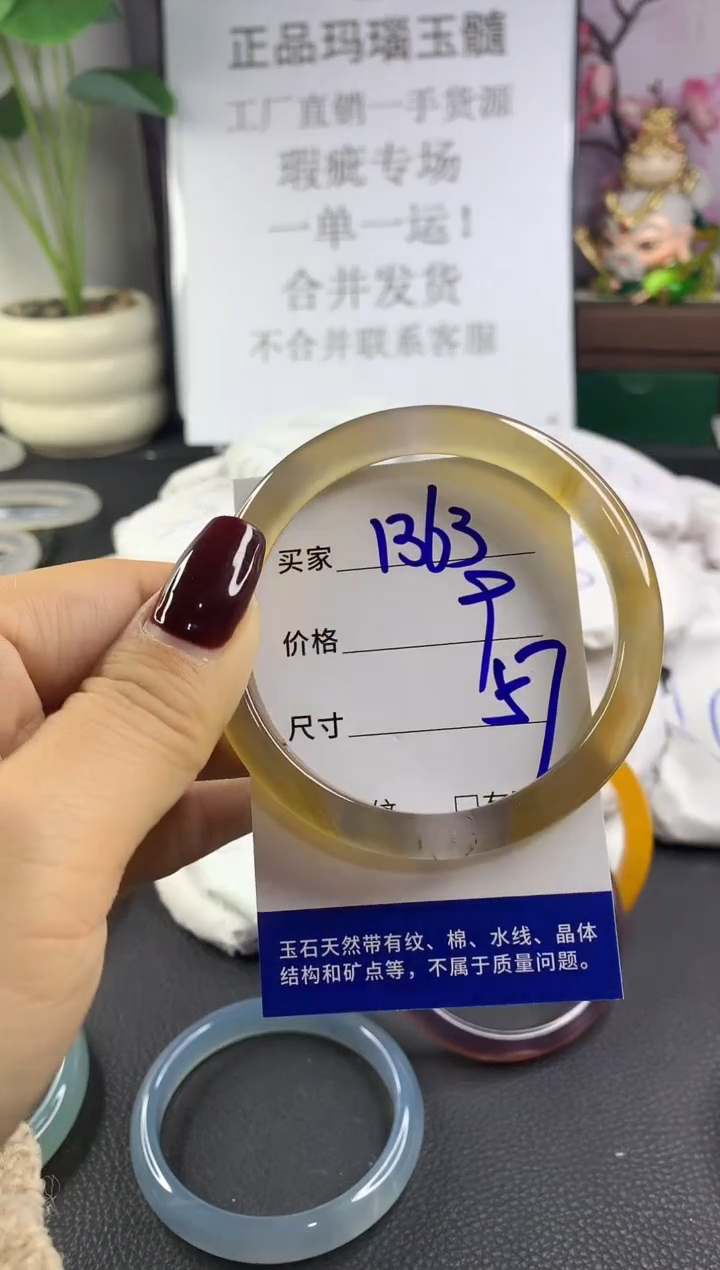 正品玛瑙玉髓
工厂直销一手货源
瑕疵专场
一单一运！
合并发货
不合并联系客服
买家 1363
价格
尺寸 57
纹
玉石天然带有纹、棉、水线、晶体
结构和矿点等，不属于质量问题。